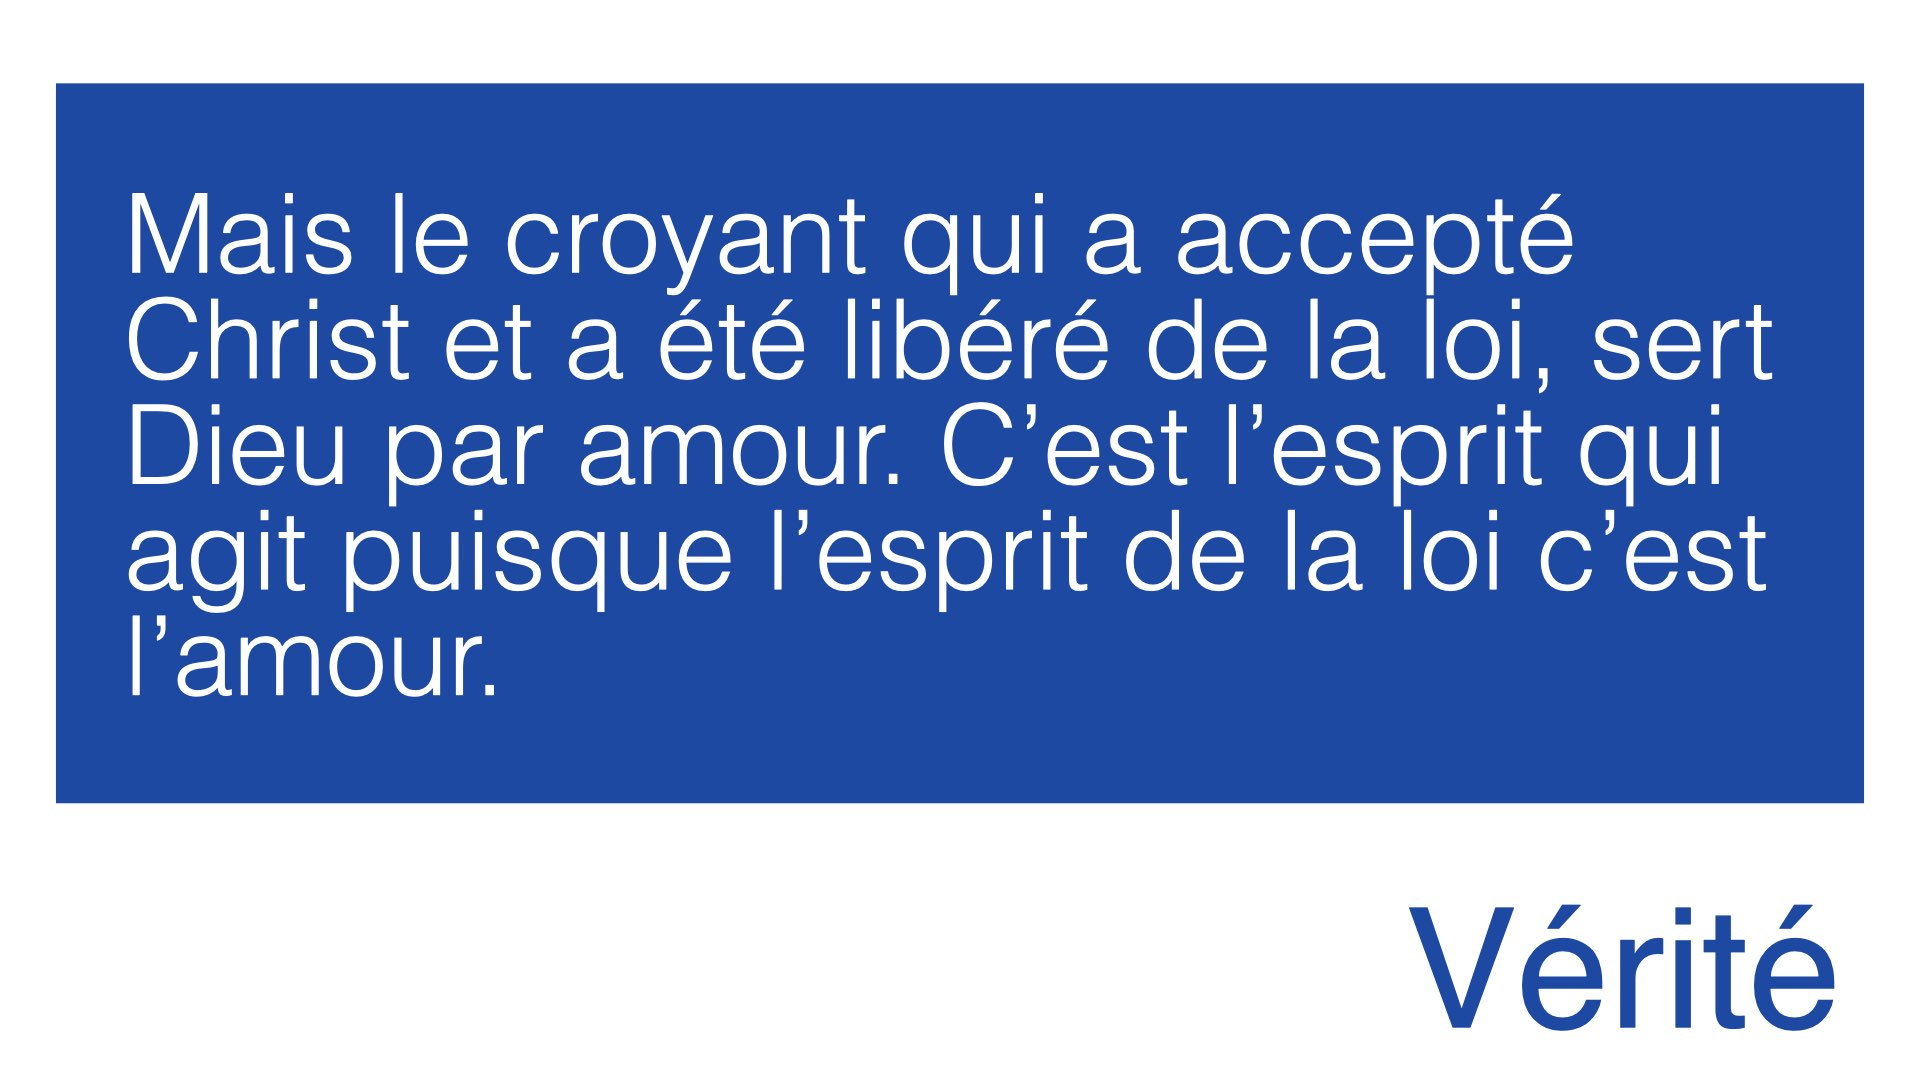 Mais le croyant qui a accepté
Christ et a été libéré de la loi, sert
Dieu par amour. C’est l’esprit qui
agit puisque l’esprit de la loi c’est
l’amour.
Vérité